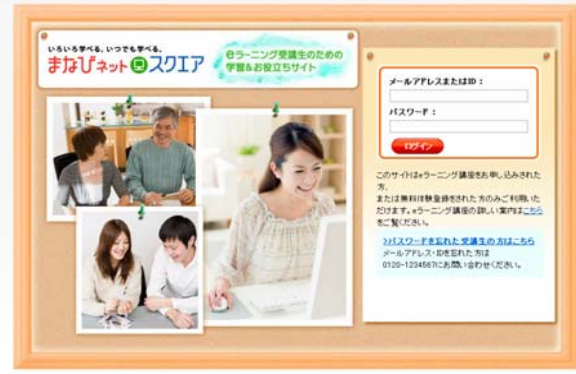 いろいろ学べる、いつでも学べる。
まなびネット スクエア
eラーニング受講生のための
学習&お役立ちサイト
メールアドレスまたはID:
パスワード:
ログイン
このサイトはeラーニング講座をお申し込みされた
方、
または無料体験登録をされた方のみご利用いた
だけます。eラーニング講座の詳しい案内はこちら
をご覧ください。
>パスワードを忘れた受講生の方はこちら
メールアドレス・IDを忘れた方は
0120-1234567にお問い合わせください。